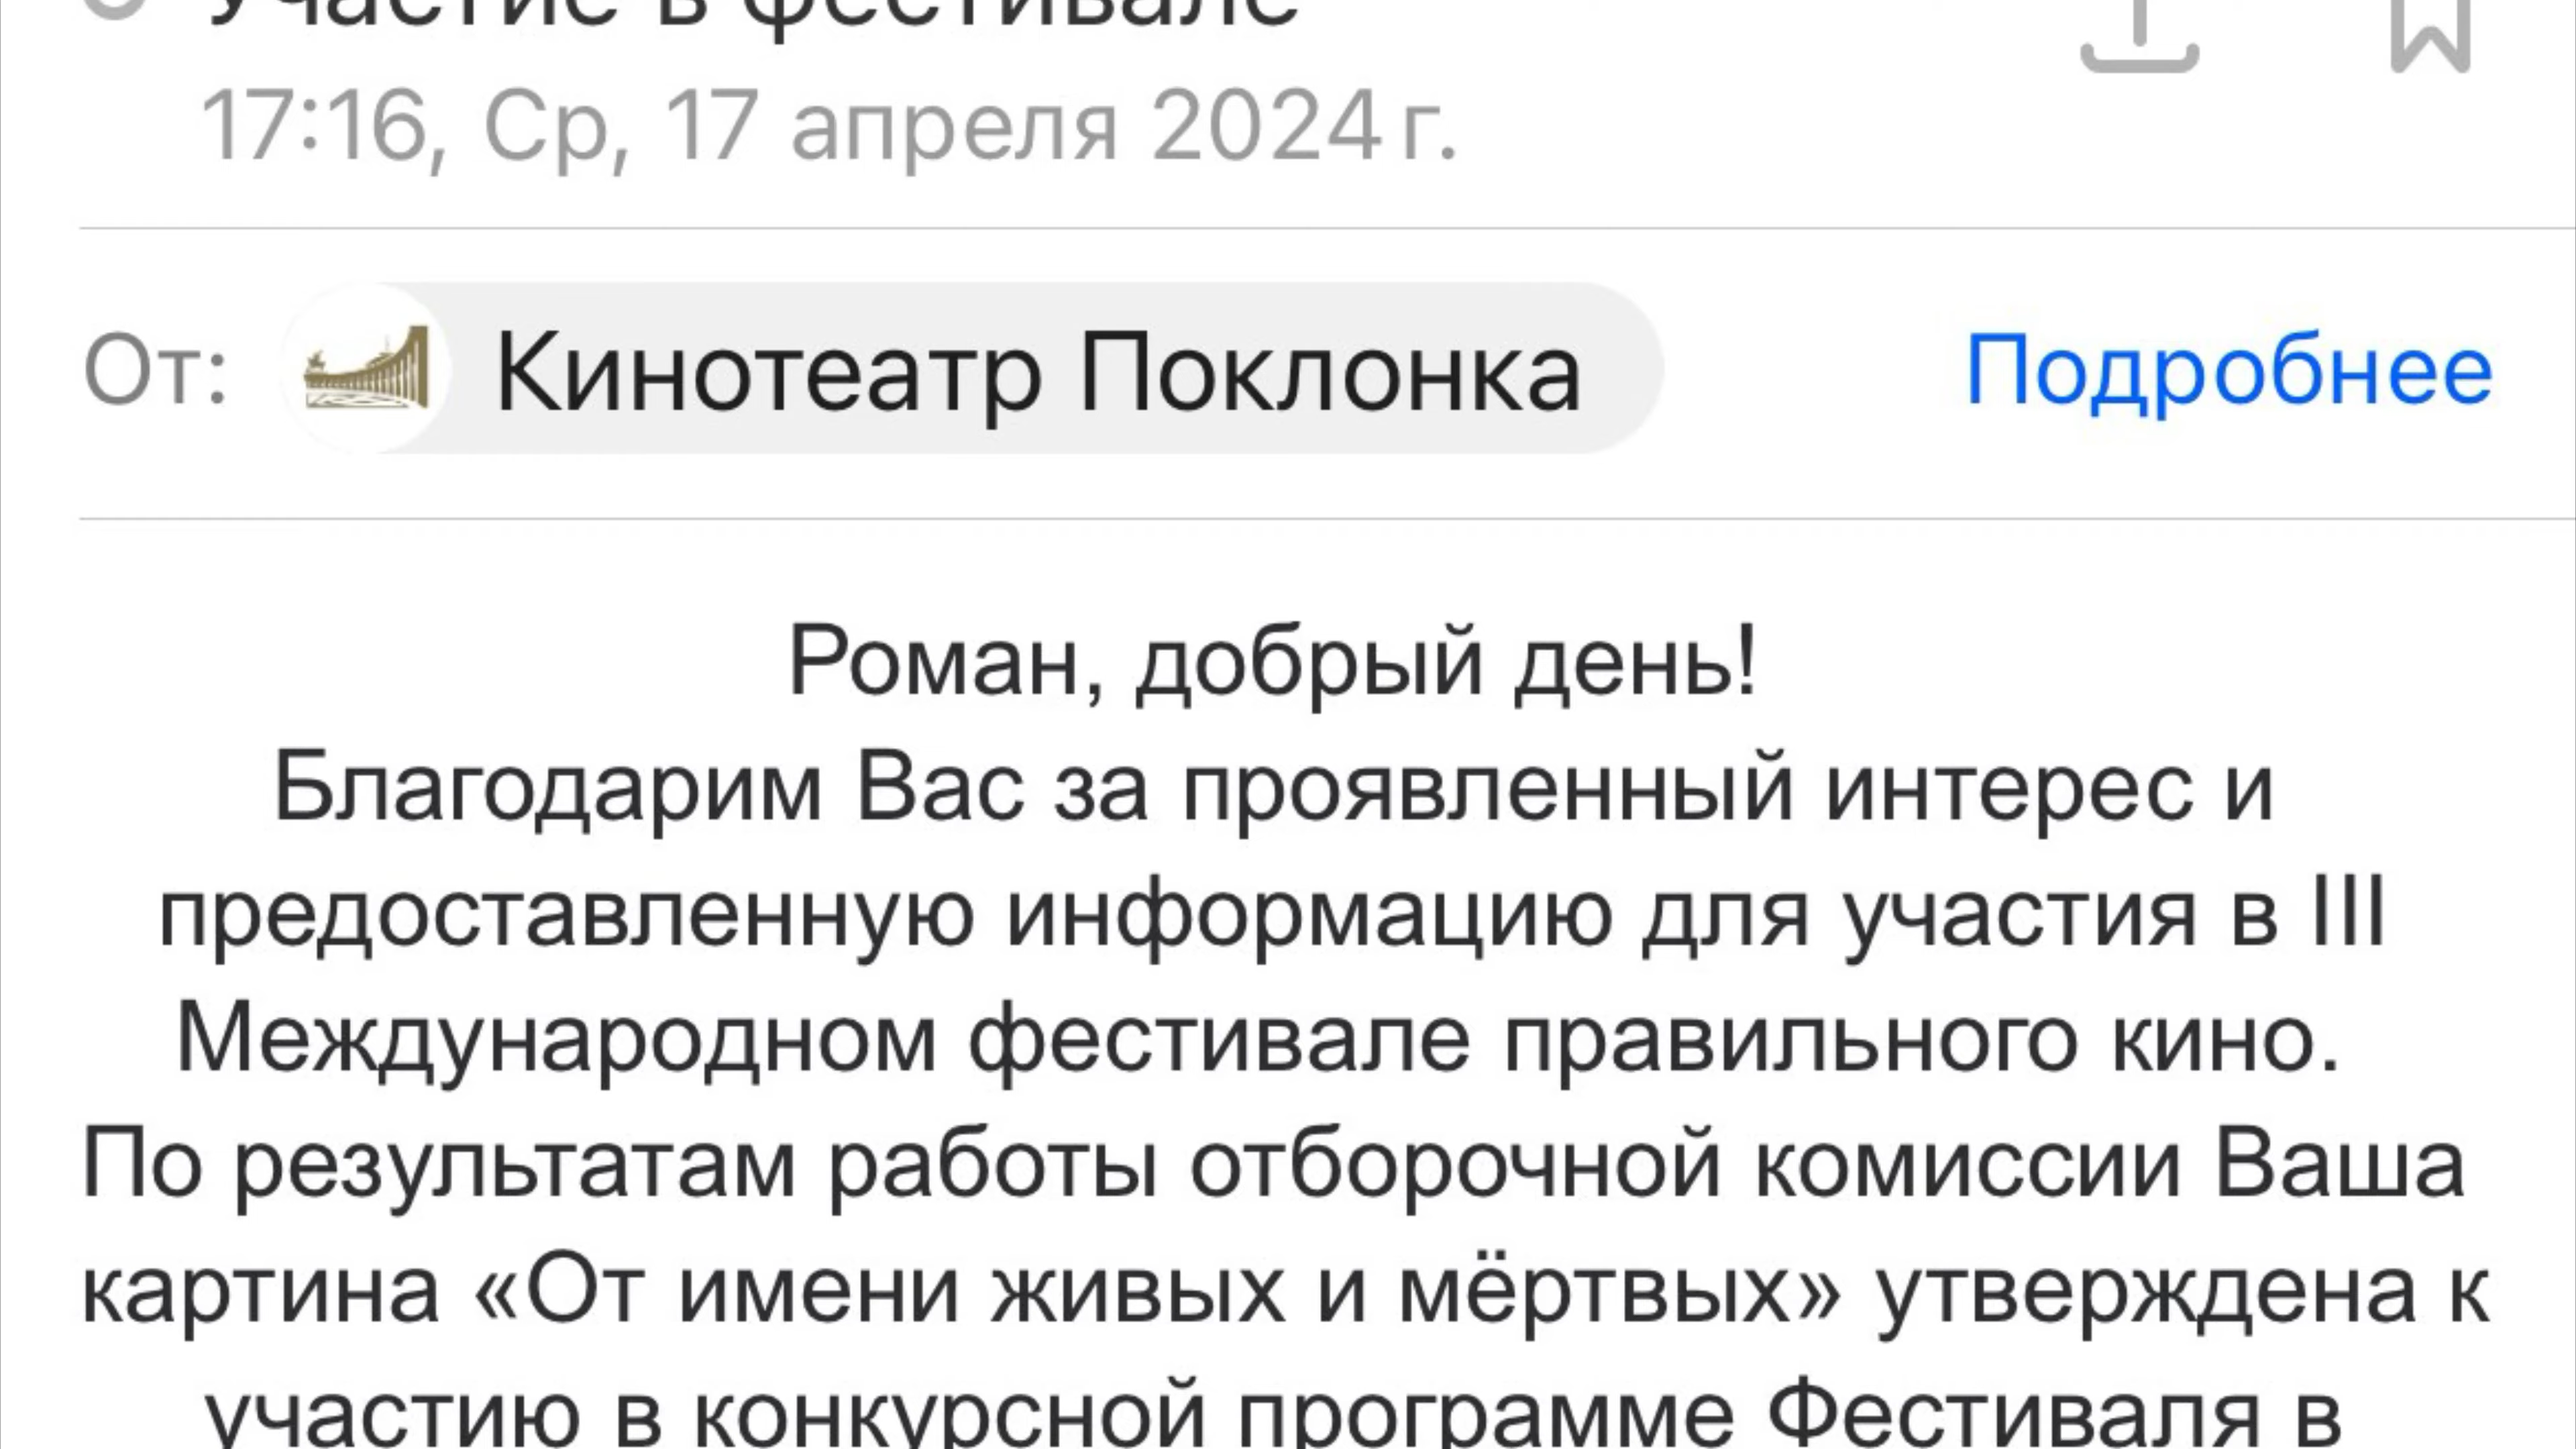 Участие в фестивале
17:16, Ср, 17 апреля 2024 г.
От: Кинотеатр Поклонка Подробнее
Роман, добрый день!
Благодарим Вас за проявленный интерес и
предоставленную информацию для участия в III
Международном фестивале правильного кино.
По результатам работы отборочной комиссии Ваша
картина «От имени живых и мёртвых» утверждена к
участию в конкурсной программе Фестиваля в